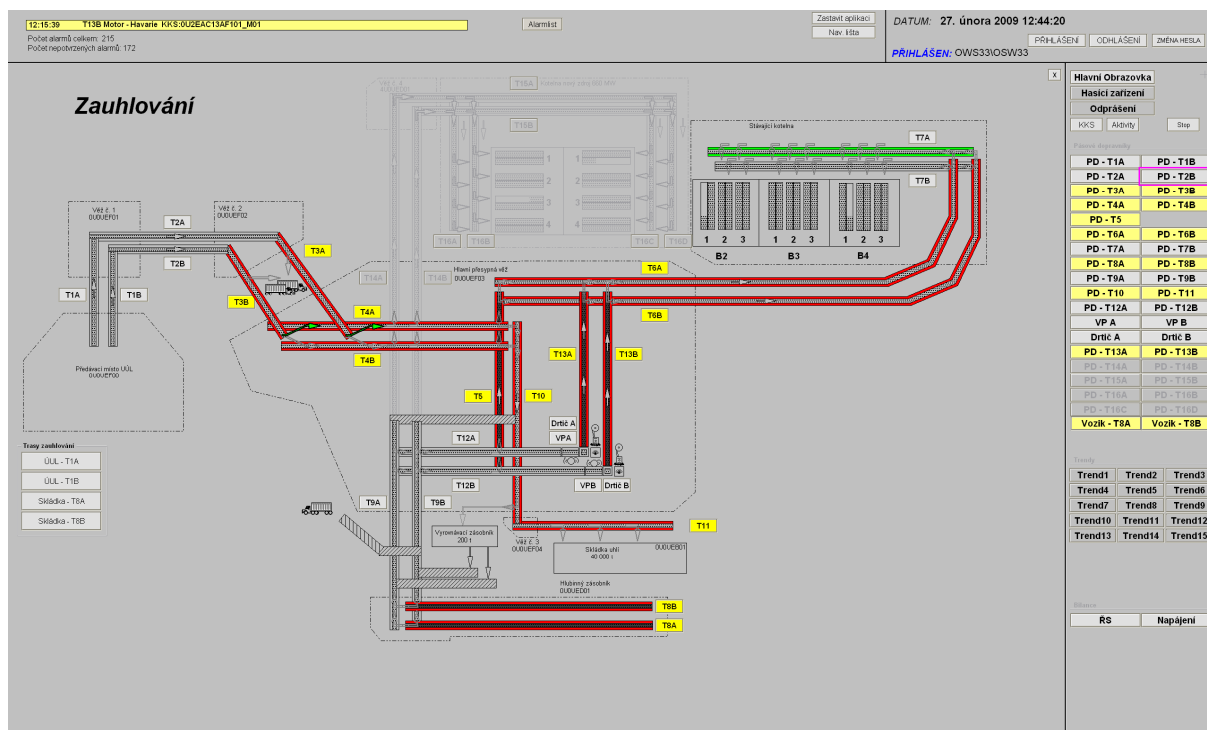 12:15:39 T13B Motor - Havarie KKS:0U2EAC13AF101_M01
Počet alarmů celkem: 215
Počet nepotvrzených alarmů: 172
Alarmlist
Zastavit aplikaci
Nav. lišta
DATUM: 27. února 2009 12:44:20
PŘIHLÁŠENÍ ODHLÁŠENÍ ZMĚNA HESLA
PŘIHLÁŠEN: OWS33\OSW33
Zauhlování
x
T15A
T15B
1
2
3
4
T16A T16B T16C T16D
Stávající kotelna
T7A
T7B
1 2 3 1 2 3 1 2 3
B2 B3 B4
Věž č. 1
0U0UEF01
Věž č. 2
0U0UEF02
T2A
T2B
T3A
T3B
T1A T1B
T14A T14B
Hlavní přesypná věž
0U0UEF03
T6A
T6B
T4A
T4B
T13A T13B
T5 T10
Předávací místo UÚL
0U0UEF00
Drtič A
VPA
T12A
T12B
VPB Drtič B
T9A T9B
Trasy zauhlování
ÚUL - T1A
ÚUL - T1B
Skládka - T8A
Skládka - T8B
Vyrovnávací zásobník
200 t
Věž č. 3
0U0UEF04
T11
Skládka uhlí
40 000 t
0U0UEB01
Hlubinný zásobník
0U0UED01
T8B
T8A
Hlavní Obrazovka
Hasicí zařízení
Odprášení
KKS Aktivity Stop
Pasové dopravníky
PD - T1A PD - T1B
PD - T2A PD - T2B
PD - T3A PD - T3B
PD - T4A PD - T4B
PD - T5
PD - T6A PD - T6B
PD - T7A PD - T7B
PD - T8A PD - T8B
PD - T9A PD - T9B
PD - T10 PD - T11
PD - T12A PD - T12B
VP A VP B
Drtič A Drtič B
PD - T13A PD - T13B
PD - T14A PD - T14B
PD - T15A PD - T15B
PD - T16A PD - T16B
PD - T16C PD - T16D
Vozík - T8A Vozík - T8B
Trendy
Trend1 Trend2 Trend3
Trend4 Trend5 Trend6
Trend7 Trend8 Trend9
Trend10 Trend11 Trend12
Trend13 Trend14 Trend15
Bilance
ŘS Napájení